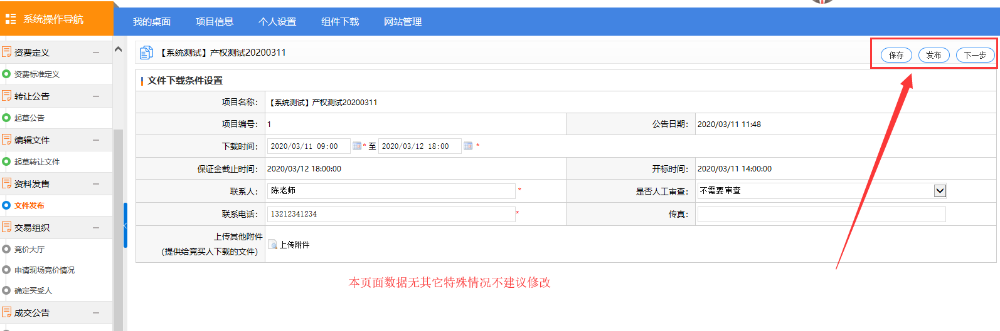 系统操作导航
我的桌面 项目信息 个人设置 组件下载 网站管理
资费定义
资费标准定义
转让公告
起草公告
编辑文件
起草转让文件
资料发售
文件发布
交易组织
竞价大厅
申请现场竞价情况
确定买受人
成交公告
【系统测试】产权测试20200311
保存 发布 下一步
文件下载条件设置
项目名称: 【系统测试】产权测试20200311
项目编号: 1 公告日期: 2020/03/11 11:48
下载时间: 2020/03/11 09:00 * 至 2020/03/12 18:00 *
保证金截止时间: 2020/03/12 18:00:00 开标时间: 2020/03/11 14:00:00
联系人: 陈老师 * 是否人工审查: 不需要审查
联系电话: 13212341234 * 传真:
上传其他附件
(提供给竞买人下载的文件) 上传附件
本页面数据无其它特殊情况不建议修改